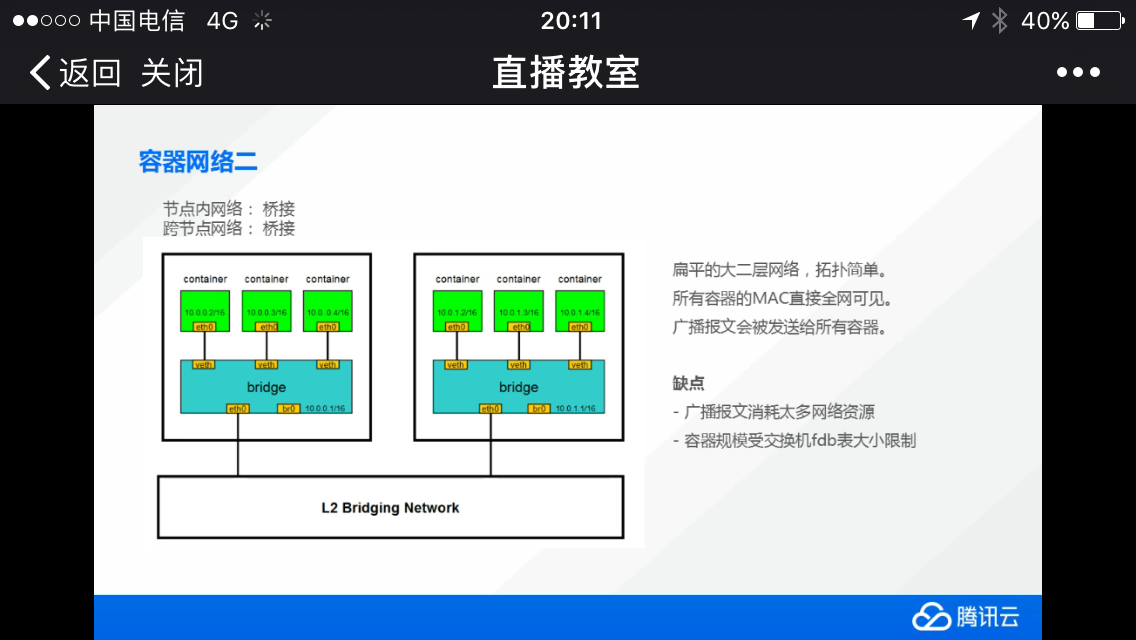 中国电信 4G 20:11 40%
返回 关闭 直播教室
容器网络二
节点内网络： 桥接
跨节点网络： 桥接
container container container
10.0.0.2/16 10.0.0.3/16 10.0..0.4/16
eth0 eth0 eth0
veth veth veth
bridge
eth0 br0 10.0.0.1/16
container container container
10.0.1.2/16 10.0.1.3/16 10.0.1.4/16
eth0 eth0 eth0
veth veth veth
bridge
eth0 br0 10.0.1.1/16
L2 Bridging Network
扁平的大二层网络，拓扑简单。
所有容器的MAC直接全网可见。
广播报文会被发送给所有容器。
缺点
- 广播报文消耗太多网络资源
- 容器规模受交换机fdb表大小限制
腾讯云